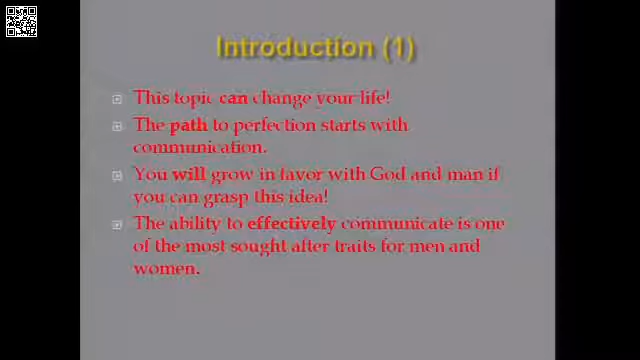 Introduction (1)
This topic can change your life!
The path to perfection starts with
communication.
You will grow in favor with God and man if
you can grasp this idea!
The ability to effectively communicate is one
of the most sought after traits for men and
women.